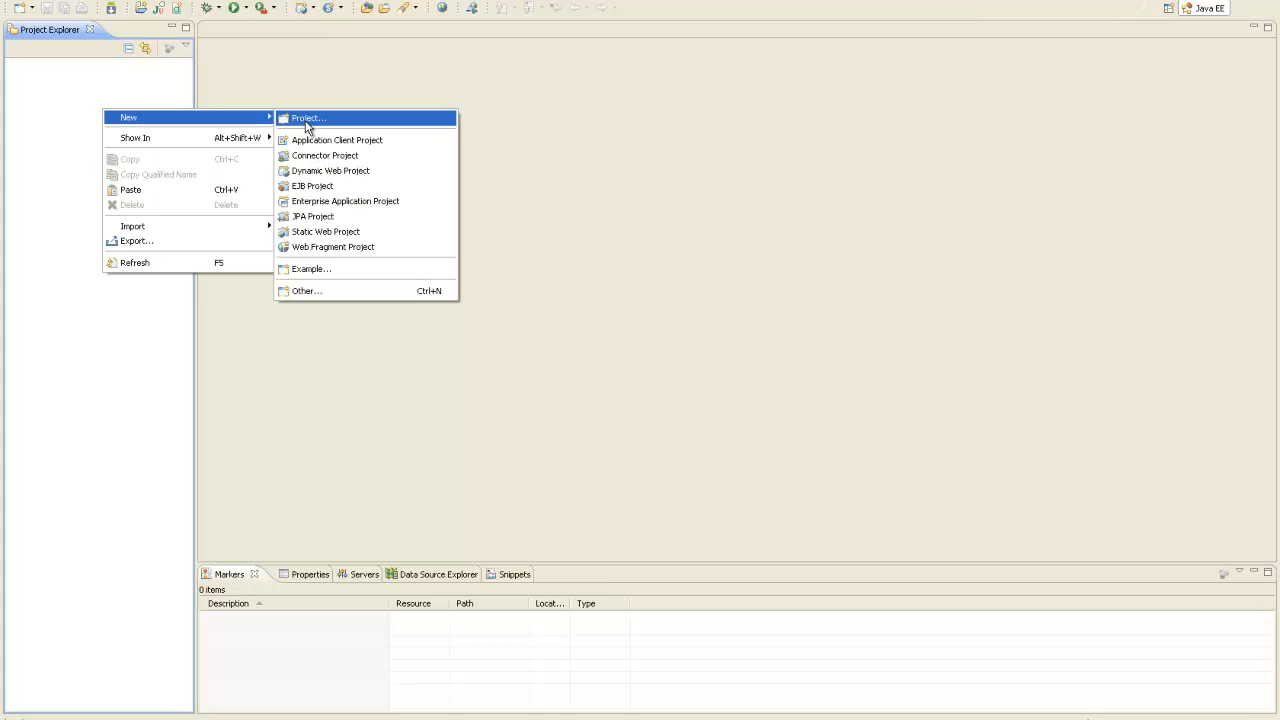 Java EE
Project Explorer
New
Show In Alt+Shift+W
Copy Ctrl+C
Copy Qualified Name
Paste Ctrl+V
Delete Delete
Import
Export...
Refresh F5
Project...
Application Client Project
Connector Project
Dynamic Web Project
EJB Project
Enterprise Application Project
JPA Project
Static Web Project
Web Fragment Project
Example...
Other... Ctrl+N
Markers Properties Servers Data Source Explorer Snippets
0 items
Description Resource Path Locat... Type